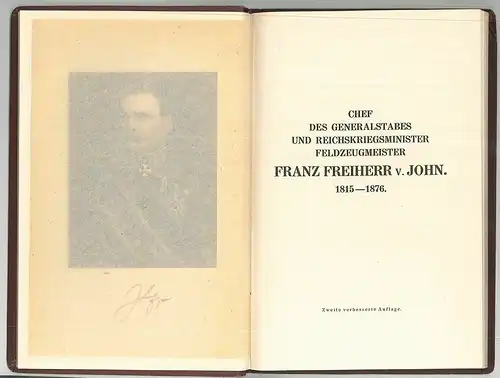 CHEF
DES GENERALSTABES
UND REICHSKRIEGSMINISTER
FELDZEUGMEISTER
FRANZ FREIHERR v. JOHN.
1815—1876.
Zweite verbesserte Auflage.